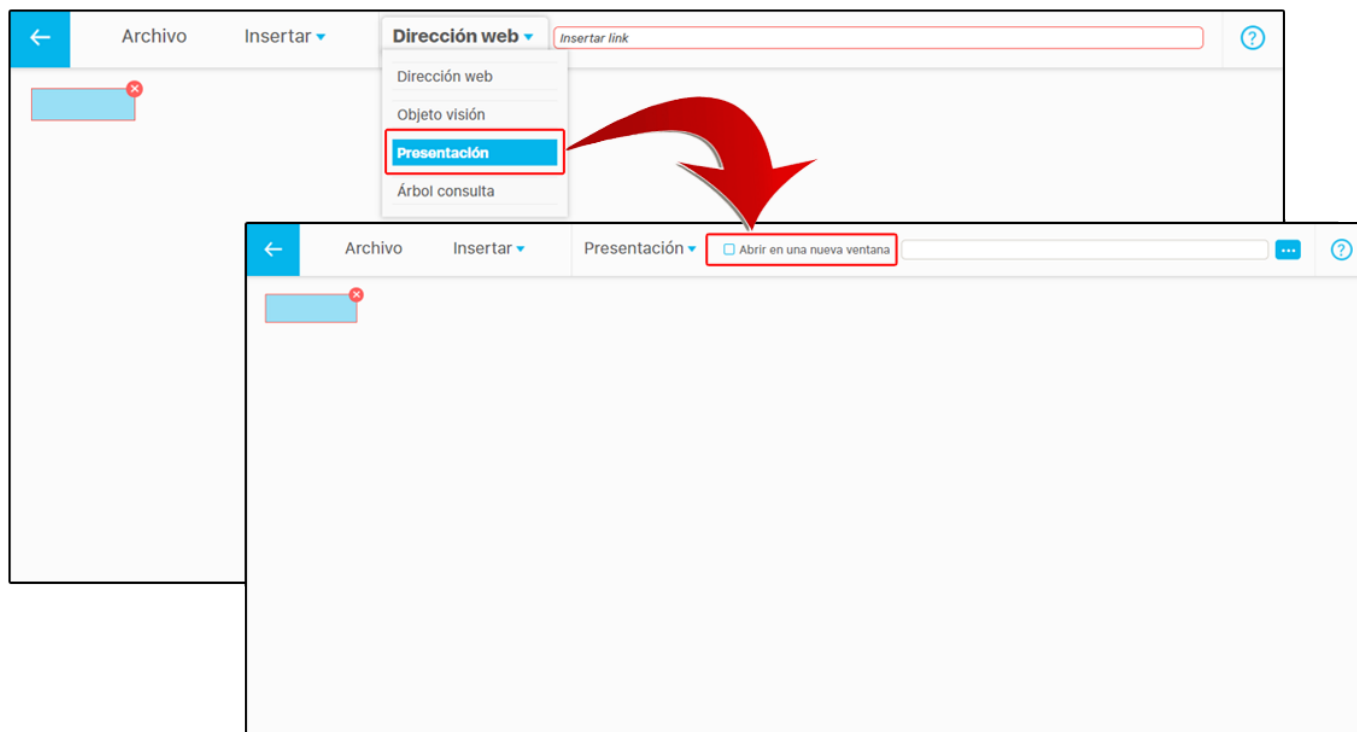 Archivo Insertar Dirección web Insertar link
Dirección web
Objeto visión
Presentación
Árbol consulta
Archivo Insertar Presentación Abrir en una nueva ventana